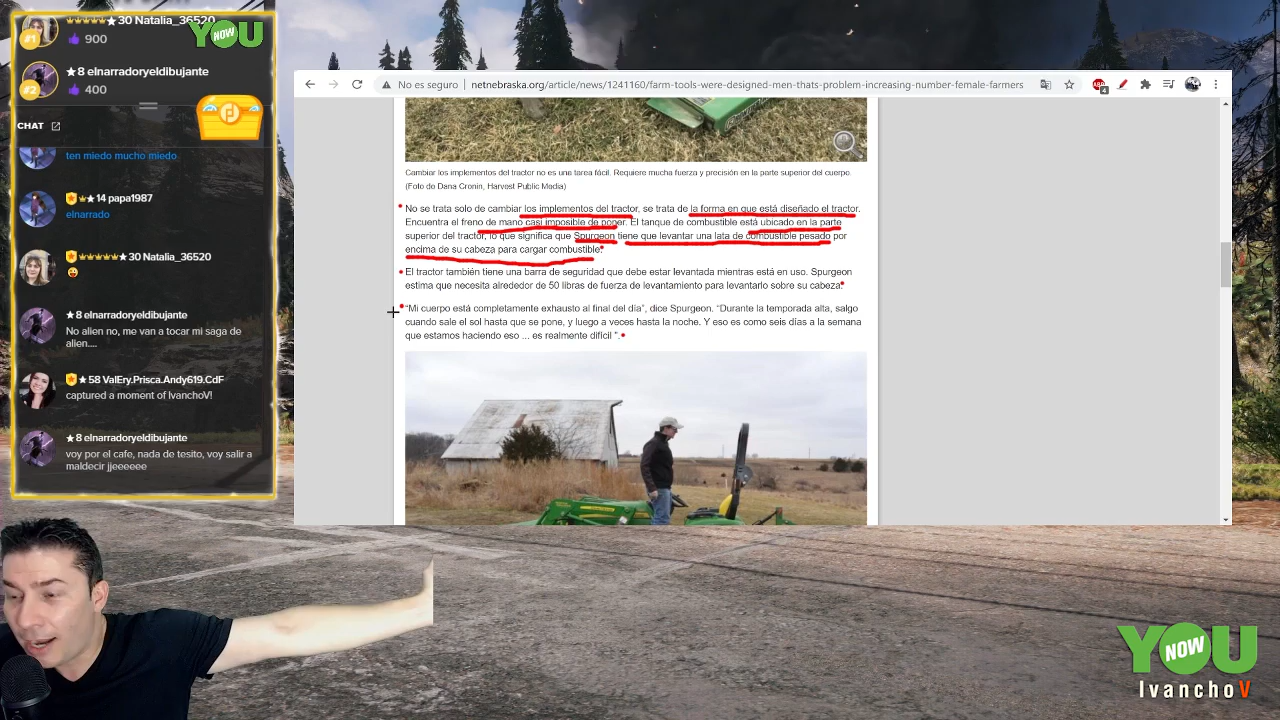 #1
★30 Natalia_36520
900
YOU
NOW
#2
★8 elnarradoryeldibujante
400
CHAT
ten miedo mucho miedo
★14 papa1987
elnarrado
★30 Natalia_36520
★8 elnarradoryeldibujante
No alien no, me van a tocar mi saga de
alien....
★58 ValEry.Prisca.Andy619.CdF
captured a moment of IvanchoV!
★8 elnarradoryeldibujante
voy por el cafe, nada de tesito, voy salir a
maldecir jjeeeeee
No es seguro | netnebraska.org/article/news/1241160/farm-tools-were-designed-men-thats-problem-increasing-number-female-farmers
4
Cambiar los implementos del tractor no es una tarea fácil. Requiere mucha fuerza y precisión en la parte superior del cuerpo.
(Foto de Dana Cronin, Harvest Public Media)
No se trata solo de cambiar los implementos del tractor, se trata de la forma en que está diseñado el tractor.
Encuentra el freno de mano casi imposible de poner. El tanque de combustible está ubicado en la parte
superior del tractor, lo que significa que Spurgeon tiene que levantar una lata de combustible pesado por
encima de su cabeza para cargar combustible.
El tractor también tiene una barra de seguridad que debe estar levantada mientras está en uso. Spurgeon
estima que necesita alrededor de 50 libras de fuerza de levantamiento para levantarlo sobre su cabeza.
“Mi cuerpo está completamente exhausto al final del día”, dice Spurgeon. “Durante la temporada alta, salgo
cuando sale el sol hasta que se pone, y luego a veces hasta la noche. Y eso es como seis días a la semana
que estamos haciendo eso ... es realmente difícil ”.
YOU
NOW
IvanchoV